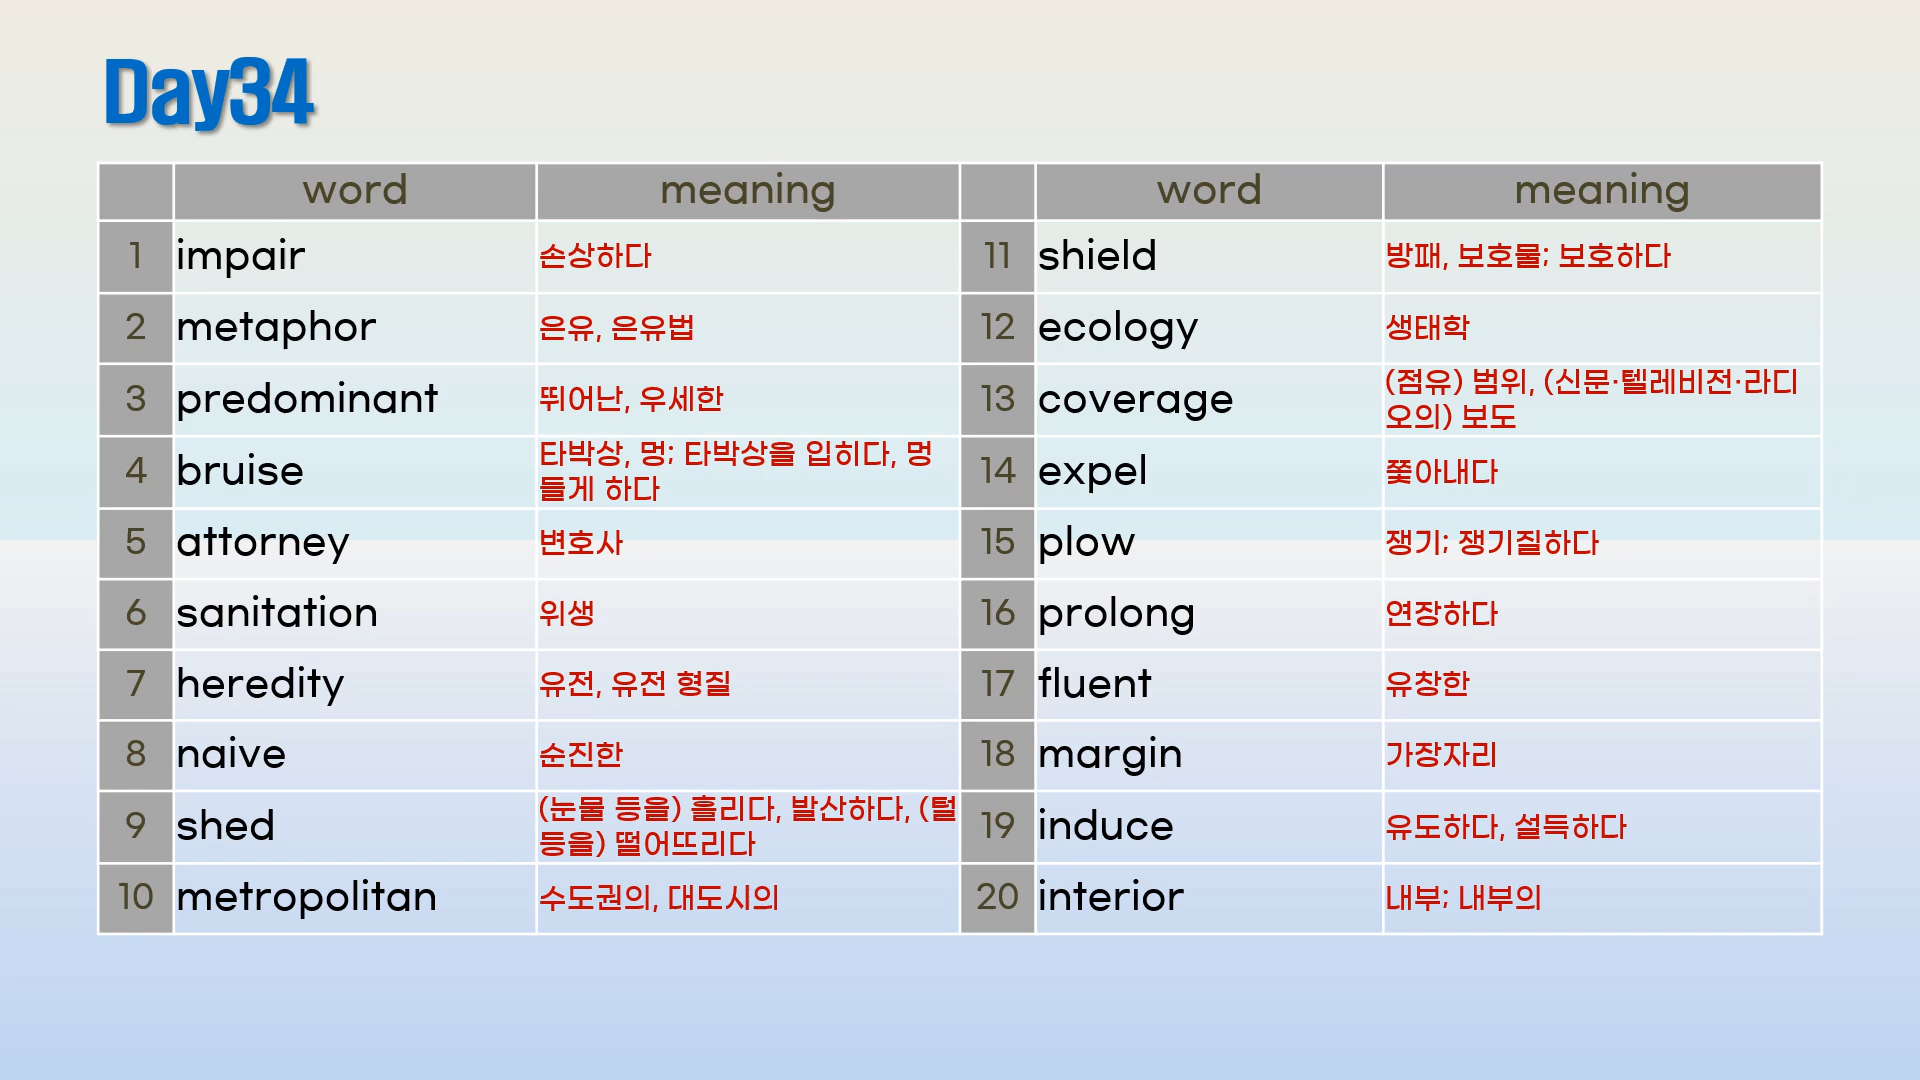 Day34
word meaning word meaning
1 impair 손상하다 11 shield 방패, 보호물; 보호하다
2 metaphor 은유, 은유법 12 ecology 생태학
3 predominant 뛰어난, 우세한 13 coverage (점유) 범위, (신문·텔레비전·라디
오의) 보도
4 bruise 타박상, 멍; 타박상을 입히다, 멍
들게 하다 14 expel 쫓아내다
5 attorney 변호사 15 plow 쟁기; 쟁기질하다
6 sanitation 위생 16 prolong 연장하다
7 heredity 유전, 유전 형질 17 fluent 유창한
8 naive 순진한 18 margin 가장자리
9 shed (눈물 등을) 흘리다, 발산하다, (털
등을) 떨어뜨리다 19 induce 유도하다, 설득하다
10 metropolitan 수도권의, 대도시의 20 interior 내부; 내부의